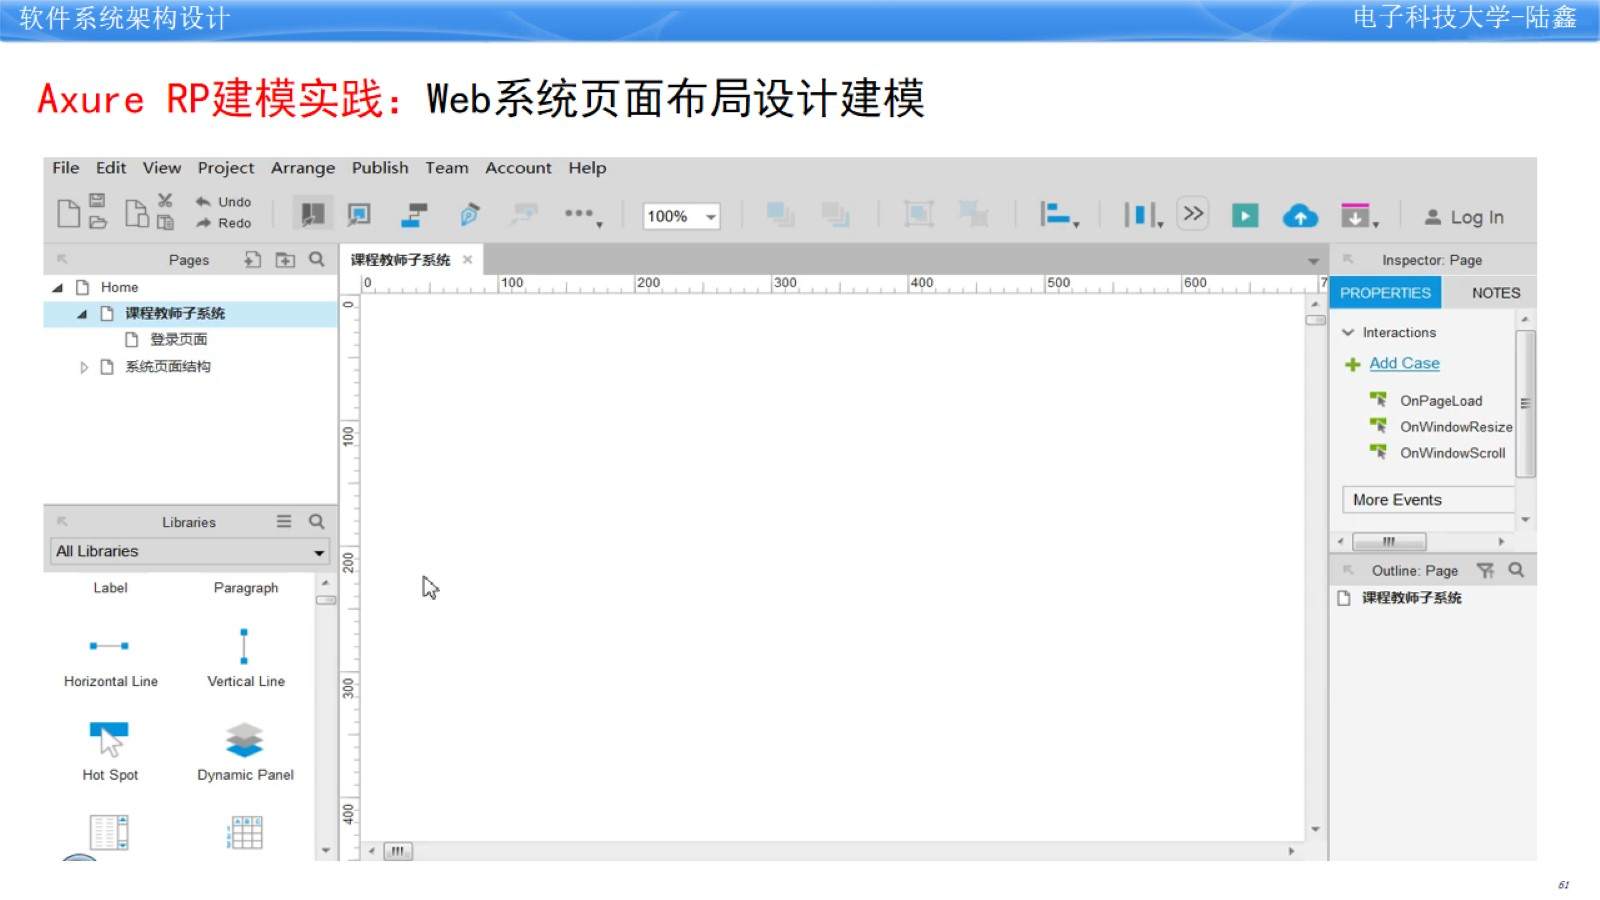 软件系统架构设计
电子科技大学-陆鑫
Axure RP建模实践：Web系统页面布局设计建模
File Edit View Project Arrange Publish Team Account Help
Undo
Redo
100%
Log In
Pages
课程教师子系统
Inspector: Page
0 100 200 300 400 500 600 7
Home
课程教师子系统
登录页面
系统页面结构
PROPERTIES NOTES
Interactions
Add Case
OnPageLoad
OnWindowResize
OnWindowScroll
More Events
0
100
200
300
400
Libraries
All Libraries
Label Paragraph
Horizontal Line Vertical Line
Hot Spot Dynamic Panel
Outline: Page
课程教师子系统
61